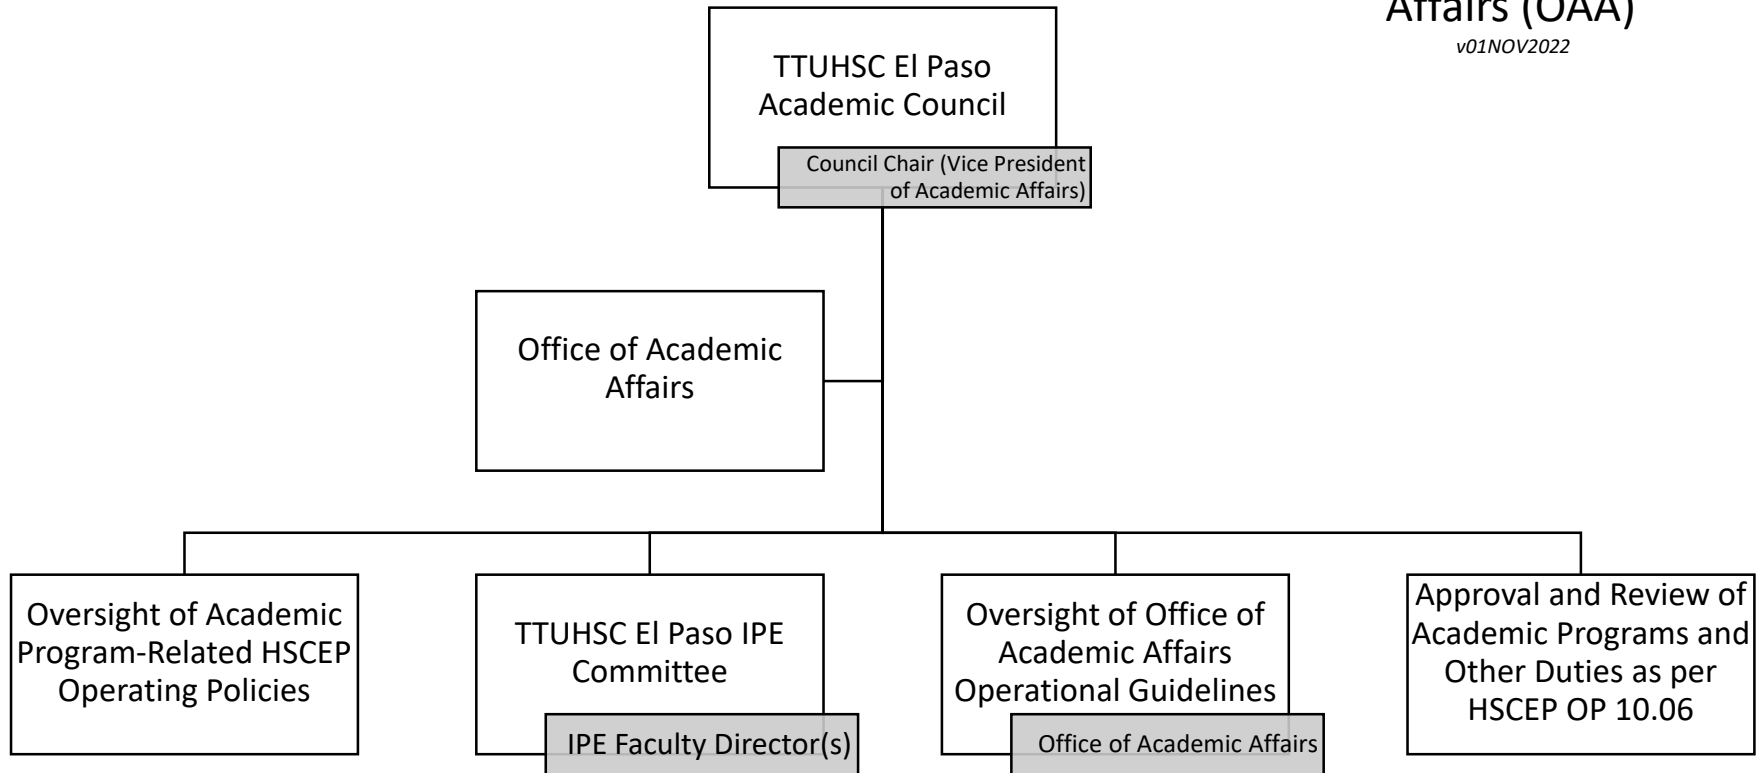 Affairs (OAA)
v01NOV2022
TTUHSC El Paso
Academic Council
Council Chair (Vice President
of Academic Affairs)
Office of Academic
Affairs
Oversight of Academic
Program-Related HSCEP
Operating Policies
TTUHSC El Paso IPE
Committee
IPE Faculty Director(s)
Oversight of Office of
Academic Affairs
Operational Guidelines
Office of Academic Affairs
Approval and Review of
Academic Programs and
Other Duties as per
HSCEP OP 10.06